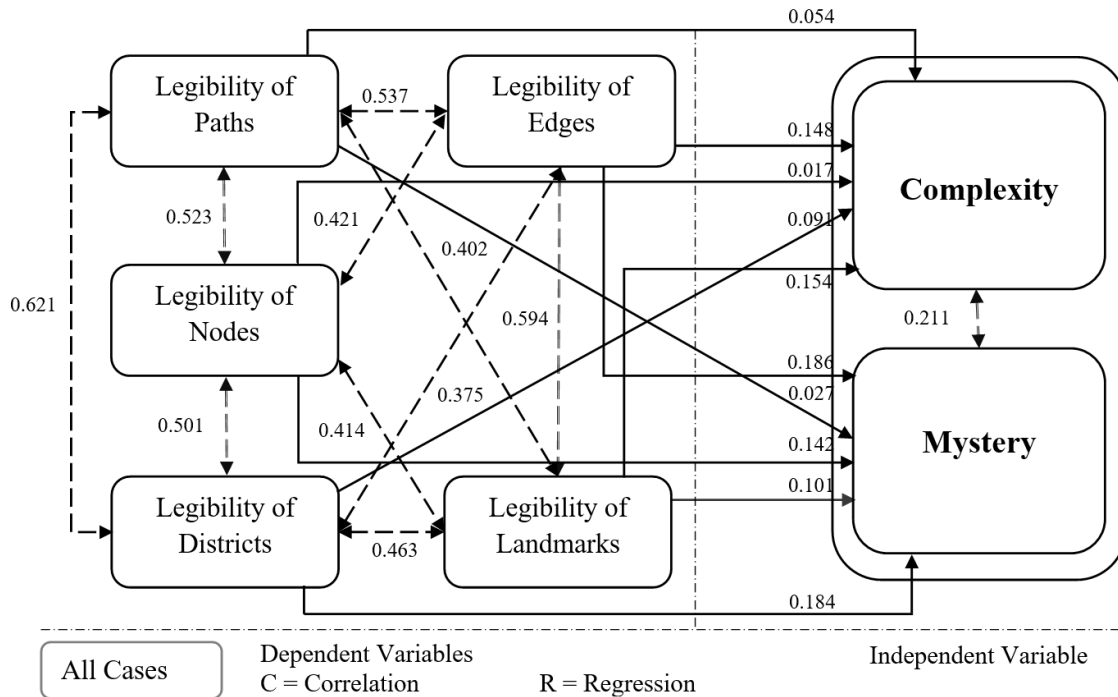 0.054
Legibility of
Paths
0.537
Legibility of
Edges
0.148
0.017
Complexity
0.523
0.421
0.402
0.091
0.154
0.621
Legibility of
Nodes
0.594
0.211
0.186
0.375
0.027
0.501
0.414
0.142
Mystery
0.101
Legibility of
Districts
0.463
Legibility of
Landmarks
0.184
All Cases
Dependent Variables
Independent Variable
C = Correlation
R = Regression